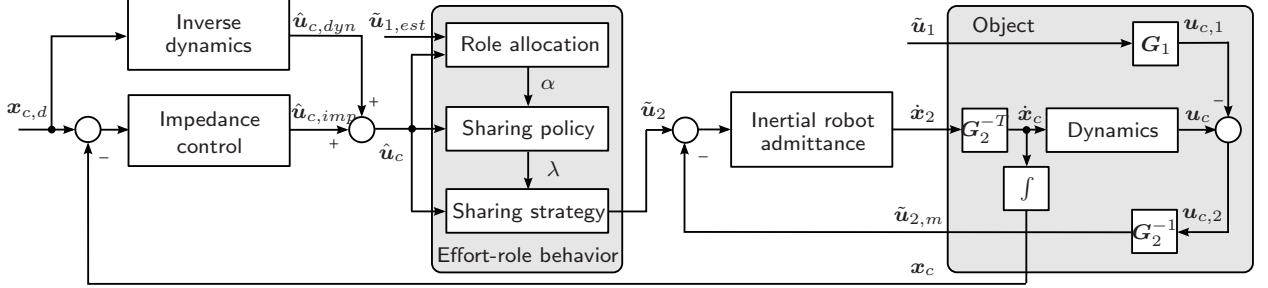 Inverse
dynamics
û_{c,dyn}
ũ_{1,est}
Role allocation
α
ũ_1
Object
G_1
u_{c,1}
x_{c,d}
Impedance
control
û_{c,imp}
+
+
−
û_c
Sharing policy
λ
Sharing strategy
Effort-role behavior
ũ_2
−
Inertial robot
admittance
ẋ_2
G_2^{-T}
ẋ_c
Dynamics
u_c
−
∫
ũ_{2,m}
G_2^{-1}
u_{c,2}
x_c